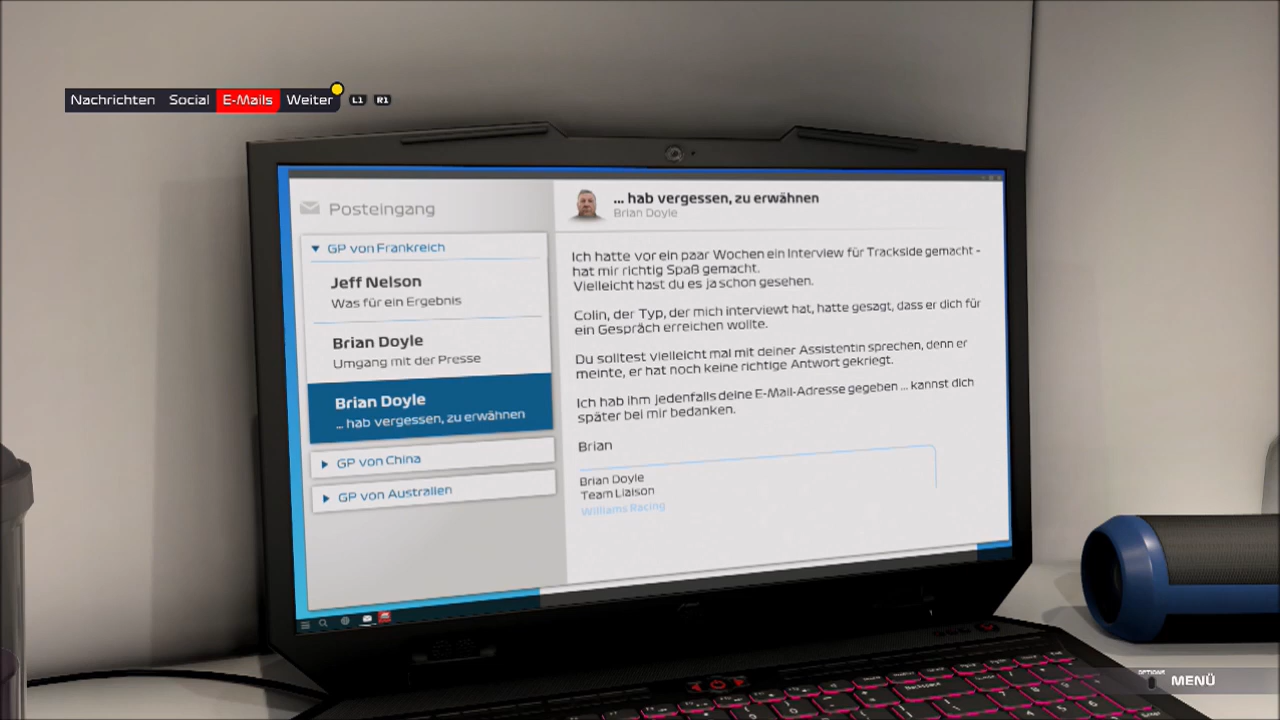 Nachrichten Social E-Mails Weiter L1 R1
Posteingang
GP von Frankreich
Jeff Nelson
Was für ein Ergebnis
Brian Doyle
Umgang mit der Presse
Brian Doyle
... hab vergessen, zu erwähnen
GP von China
GP von Australien
... hab vergessen, zu erwähnen
Brian Doyle
Ich hatte vor ein paar Wochen ein Interview für Trackside gemacht -
hat mir richtig Spaß gemacht.
Vielleicht hast du es ja schon gesehen.
Colin, der Typ, der mich interviewt hat, hatte gesagt, dass er dich für
ein Gespräch erreichen wollte.
Du solltest vielleicht mal mit deiner Assistentin sprechen, denn er
meinte, er hat noch keine richtige Antwort gekriegt.
Ich hab ihm jedenfalls deine E-Mail-Adresse gegeben ... kannst dich
später bei mir bedanken.
Brian
Brian Doyle
Team Liaison
Williams Racing
OPTIONS
MENÜ